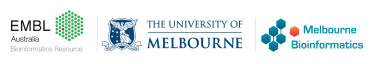 EMBL
Australia
Bioinformatics Resource
THE UNIVERSITY OF
MELBOURNE
Melbourne
Bioinformatics